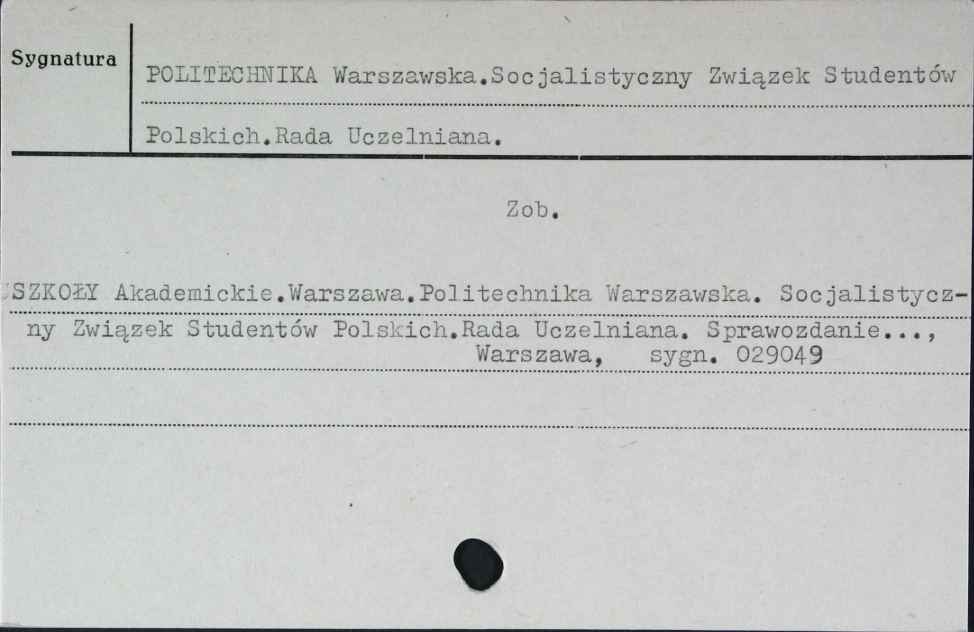 Sygnatura
POLITECHNIKA Warszawska.Socjalistyczny Związek Studentów
Polskich.Rada Uczelniana.
Zob.
SZKOŁY Akademickie.Warszawa.Politechnika Warszawska. Socjalistycz-
ny Związek Studentów Polskich.Rada Uczelniana. Sprawozdanie...,
Warszawa, sygn. 029049